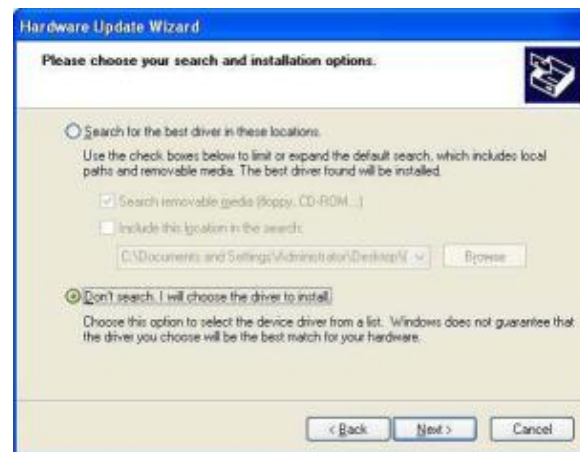 Hardware Update Wizard
Please choose your search and installation options.
Search for the best driver in these locations.
Use the check boxes below to limit or expand the default search, which includes local
paths and removable media. The best driver found will be installed.
Search removable media (floppy, CD-ROM...)
Include this location in the search:
C:\Documents and Settings\Administrator\Desktop\
Browse
Don't search. I will choose the driver to install.
Choose this option to select the device driver from a list. Windows does not guarantee that
the driver you choose will be the best match for your hardware.
< Back
Next >
Cancel